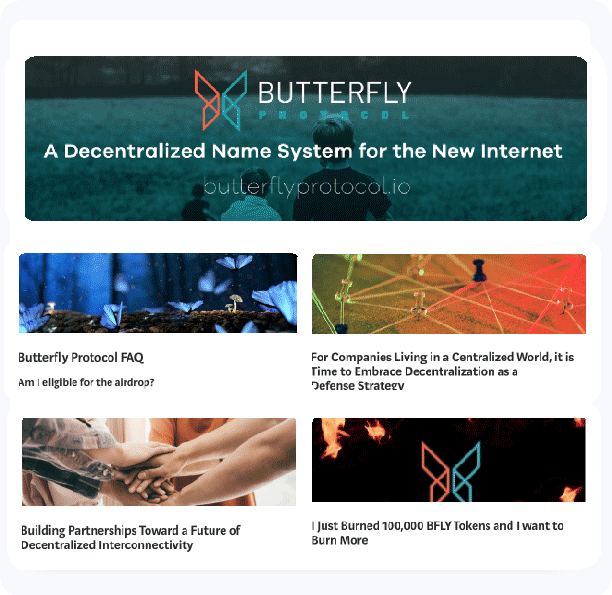 BUTTERFLY
PROTOCOL
A Decentralized Name System for the New Internet
butterflyprotocol.io
Butterfly Protocol FAQ
Am I eligible for the airdrop?
For Companies Living in a Centralized World, it is
Time to Embrace Decentralization as a
Defense Strategy
Building Partnerships Toward a Future of
Decentralized Interconnectivity
I Just Burned 100,000 BFLY Tokens and I want to
Burn More